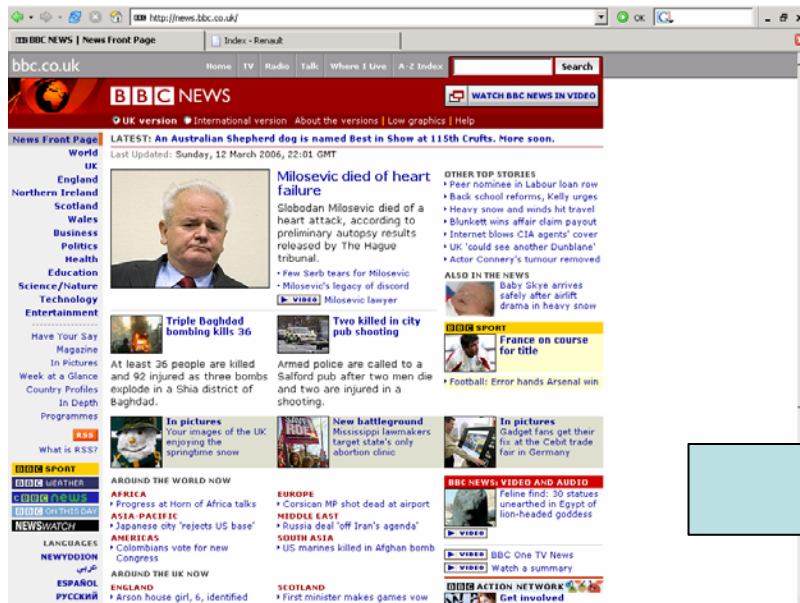 http://news.bbc.co.uk/
OK
G
BBC NEWS | News Front Page
Index - Renault
bbc.co.uk
Home TV Radio Talk Where I Live A-Z Index
Search
BBC NEWS
WATCH BBC NEWS IN VIDEO
UK version International version About the versions | Low graphics | Help
News Front Page
World
UK
England
Northern Ireland
Scotland
Wales
Business
Politics
Health
Education
Science/Nature
Technology
Entertainment
Have Your Say
Magazine
In Pictures
Week at a Glance
Country Profiles
In Depth
Programmes
RSS
What is RSS?
BBC SPORT
BBC WEATHER
CBBC news
BBC ON THIS DAY
NEWSWATCH
LANGUAGES
NEWYDDION
عربي
ESPAÑOL
РУССКИЙ
LATEST: An Australian Shepherd dog is named Best in Show at 115th Crufts. More soon.
Last Updated: Sunday, 12 March 2006, 22:01 GMT
Milosevic died of heart
failure
Slobodan Milosevic died of a
heart attack, according to
preliminary autopsy results
released by The Hague
tribunal.
Few Serb tears for Milosevic
Milosevic's legacy of discord
VIDEO Milosevic lawyer
Triple Baghdad
bombing kills 36
At least 36 people are killed
and 92 injured as three bombs
explode in a Shia district of
Baghdad.
Two killed in city
pub shooting
Armed police are called to a
Salford pub after two men die
and two are injured in a
shooting.
In pictures
Your images of the UK
enjoying the
springtime snow
New battleground
Mississippi lawmakers
target state's only
abortion clinic
AROUND THE WORLD NOW
AFRICA
Progress at Horn of Africa talks
ASIA-PACIFIC
Japanese city 'rejects US base'
AMERICAS
Colombians vote for new
Congress
EUROPE
Corsican MP shot dead at airport
MIDDLE EAST
Russia deal 'off Iran's agenda'
SOUTH ASIA
US marines killed in Afghan bomb
AROUND THE UK NOW
ENGLAND
Arson house girl, 6, identified
SCOTLAND
First minister makes games vow
OTHER TOP STORIES
Peer nominee in Labour loan row
Back school reforms, Kelly urges
Heavy snow and winds hit travel
Blunkett wins affair claim payout
Internet blows CIA agents' cover
UK 'could see another Dunblane'
Actor Connery's tumour removed
ALSO IN THE NEWS
Baby Skye arrives
safely after airlift
drama in heavy snow
BBC SPORT
France on course
for title
Football: Error hands Arsenal win
In pictures
Gadget fans get their
fix at the Cebit trade
fair in Germany
BBC NEWS: VIDEO AND AUDIO
Feline find: 30 statues
unearthed in Egypt of
lion-headed goddess
VIDEO
VIDEO BBC One TV News
VIDEO Watch a summary
BBC ACTION NETWORK
Get involved